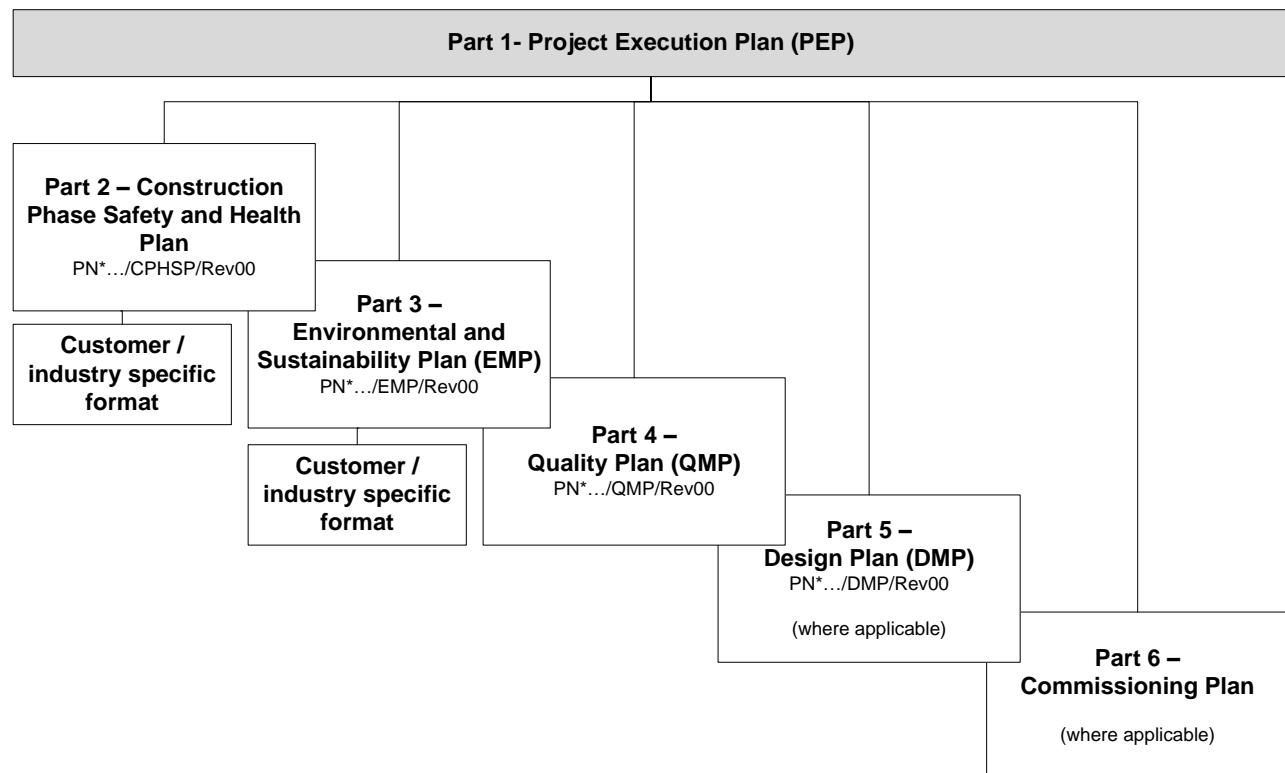 Part 1- Project Execution Plan (PEP)
Part 2 – Construction
Phase Safety and Health
Plan
PN*…/CPHSP/Rev00
Customer /
industry specific
format
Part 3 –
Environmental and
Sustainability Plan (EMP)
PN*…/EMP/Rev00
Customer /
industry specific
format
Part 4 –
Quality Plan (QMP)
PN*…/QMP/Rev00
Part 5 –
Design Plan (DMP)
PN*…/DMP/Rev00
(where applicable)
Part 6 –
Commissioning Plan
(where applicable)